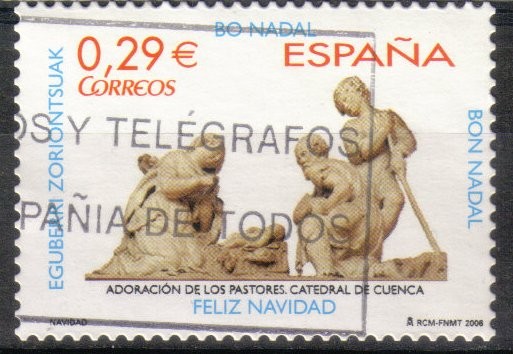 BO NADAL
0,29 €
ESPAÑA
CORREOS
EGUBERRI ZORIONTSUAK
BON NADAL
OS Y TELÉGRAFOS
PAÑIA DE TODOS
ADORACIÓN DE LOS PASTORES. CATEDRAL DE CUENCA
FELIZ NAVIDAD
NAVIDAD
RCM-FNMT 2006